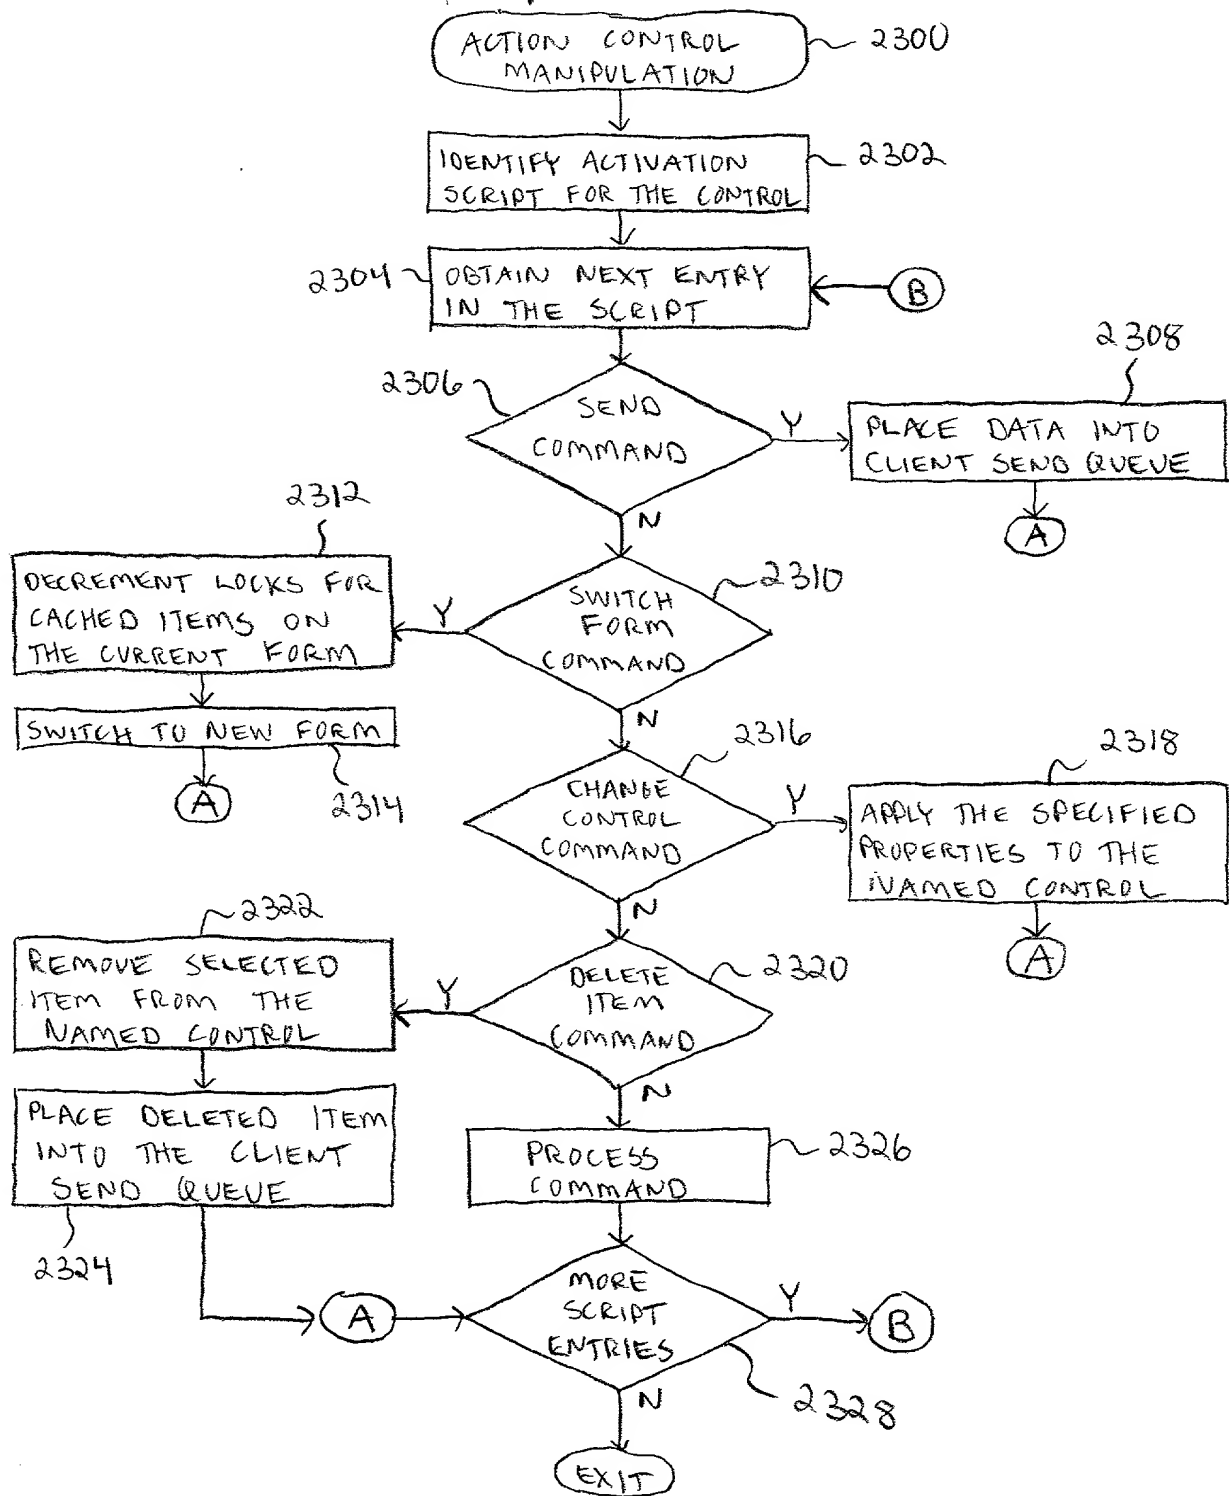 ACTION CONTROL
MANIPULATION
2300
IDENTIFY ACTIVATION
SCRIPT FOR THE CONTROL
2302
2304
OBTAIN NEXT ENTRY
IN THE SCRIPT
B
2306
SEND
COMMAND
Y
N
2308
PLACE DATA INTO
CLIENT SEND QUEUE
A
2310
SWITCH
FORM
COMMAND
Y
N
2312
DECREMENT LOCKS FOR
CACHED ITEMS ON
THE CURRENT FORM
SWITCH TO NEW FORM
2314
A
2316
CHANGE
CONTROL
COMMAND
Y
N
2318
APPLY THE SPECIFIED
PROPERTIES TO THE
NAMED CONTROL
A
2320
DELETE
ITEM
COMMAND
Y
N
2322
REMOVE SELECTED
ITEM FROM THE
NAMED CONTROL
PLACE DELETED ITEM
INTO THE CLIENT
SEND QUEUE
2324
PROCESS
COMMAND
2326
A
MORE
SCRIPT
ENTRIES
Y
B
2328
N
EXIT